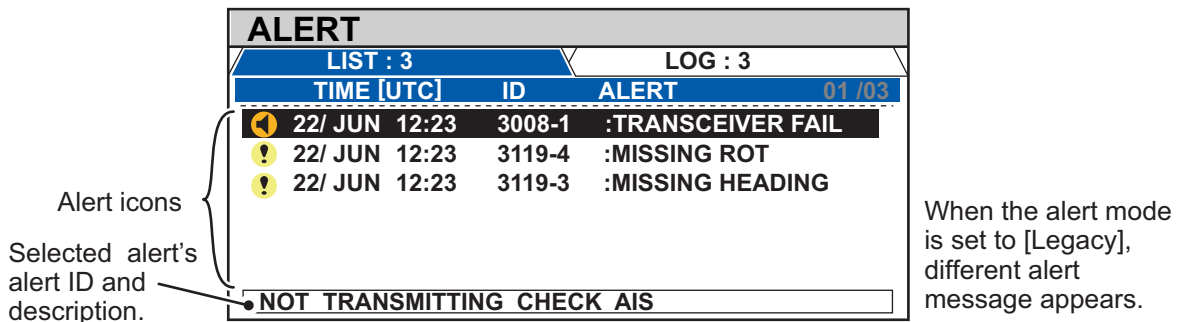 ALERT
LIST : 3
LOG : 3
TIME [UTC] ID ALERT 01 /03
22/ JUN 12:23 3008-1 :TRANSCEIVER FAIL
22/ JUN 12:23 3119-4 :MISSING ROT
22/ JUN 12:23 3119-3 :MISSING HEADING
NOT TRANSMITTING CHECK AIS
Alert icons
Selected alert's
alert ID and
description.
When the alert mode
is set to [Legacy],
different alert
message appears.